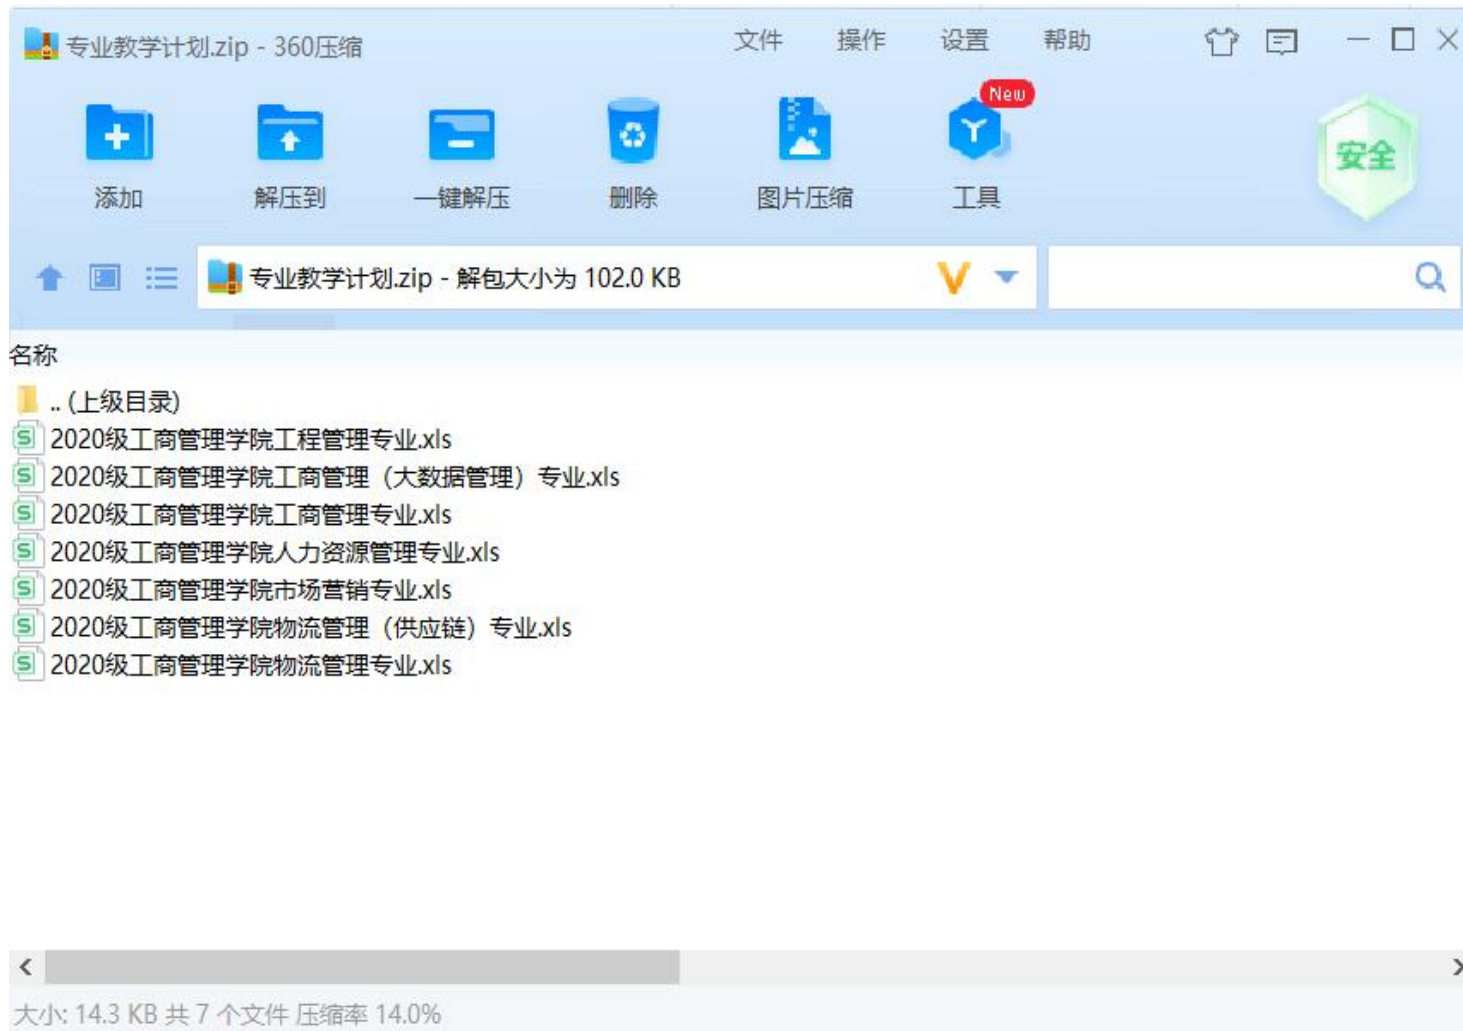 专业教学计划.zip - 360压缩 文件 操作 设置 帮助
New
添加 解压到 一键解压 删除 图片压缩 工具 安全
专业教学计划.zip - 解包大小为 102.0 KB
名称
.. (上级目录)
2020级工商管理学院工程管理专业.xls
2020级工商管理学院工商管理（大数据管理）专业.xls
2020级工商管理学院工商管理专业.xls
2020级工商管理学院人力资源管理专业.xls
2020级工商管理学院市场营销专业.xls
2020级工商管理学院物流管理（供应链）专业.xls
2020级工商管理学院物流管理专业.xls
大小: 14.3 KB 共 7 个文件 压缩率 14.0%